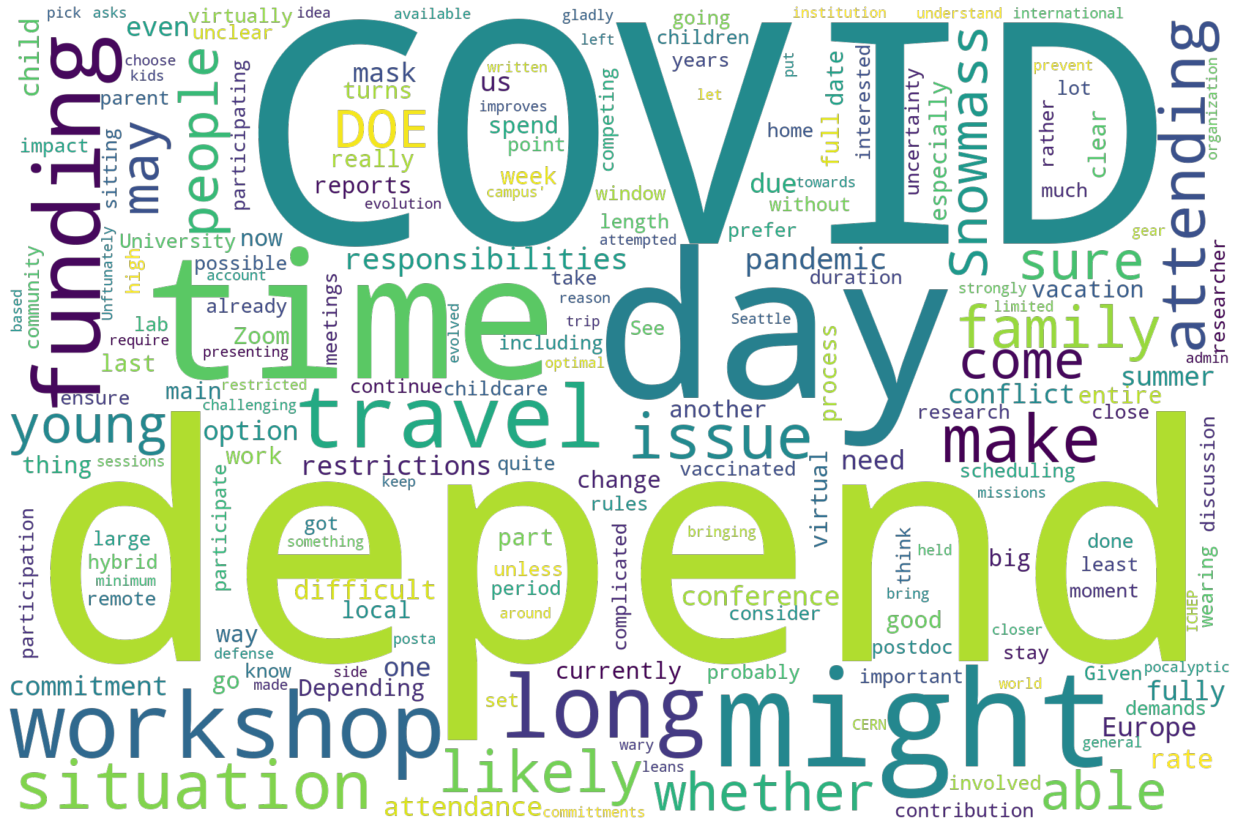 pick
asks
idea
available
gladly
institution
understand
international
child
even
virtually
unclear
going
children
COVID
choose
kids
left
written
us
mask
turns
years
put
prevent
funding
parent
people
participating
DOE
improves
let
Snowmass
lot
attending
organization
spend
point
competing
home
full
date
interested
uncertainty
especially
rather
clear
impact
sitting
may
really
reports
evolution
week
campus'
window
due
towards
without
much
length
attempted
prefer
gear
University
now
responsibilities
pandemic
sure
possible
account
take
duration
strongly
limited
vacation
researcher
community
based
Unftunately
high
already
Zoom
meetings
time
evolved
including
reason
trip
See
day
Seattle
process
family
lab
require
presenting
last
optimal
come
admin
ensure
main
restricted
continue
childcare
conflict
entire
summer
challenging
travel
another
research
close
young
option
issue
make
discussion
thing
sessions
work
restrictions
quite
vaccinated
need
scheduling
keep
change
rules
virtual
missions
participate
depend
got
something
part
bringing
held
think
big
done
least
moment
wearing
ICHEP
large
hybrid
minimum
remote
participation
unless
period
difficult
local
around
complicated
conference
consider
bring
good
postdoc
closer
stay
way
defense
know
side
posta
one
currently
probably
important
Given
pocalyptic
fully
commitment
go
made
Depending
set
long
might
world
demands
Europe
general
workshop
wary
leans
CERN
rate
situation
likely
whether
involved
able
attendance
committments
contribution